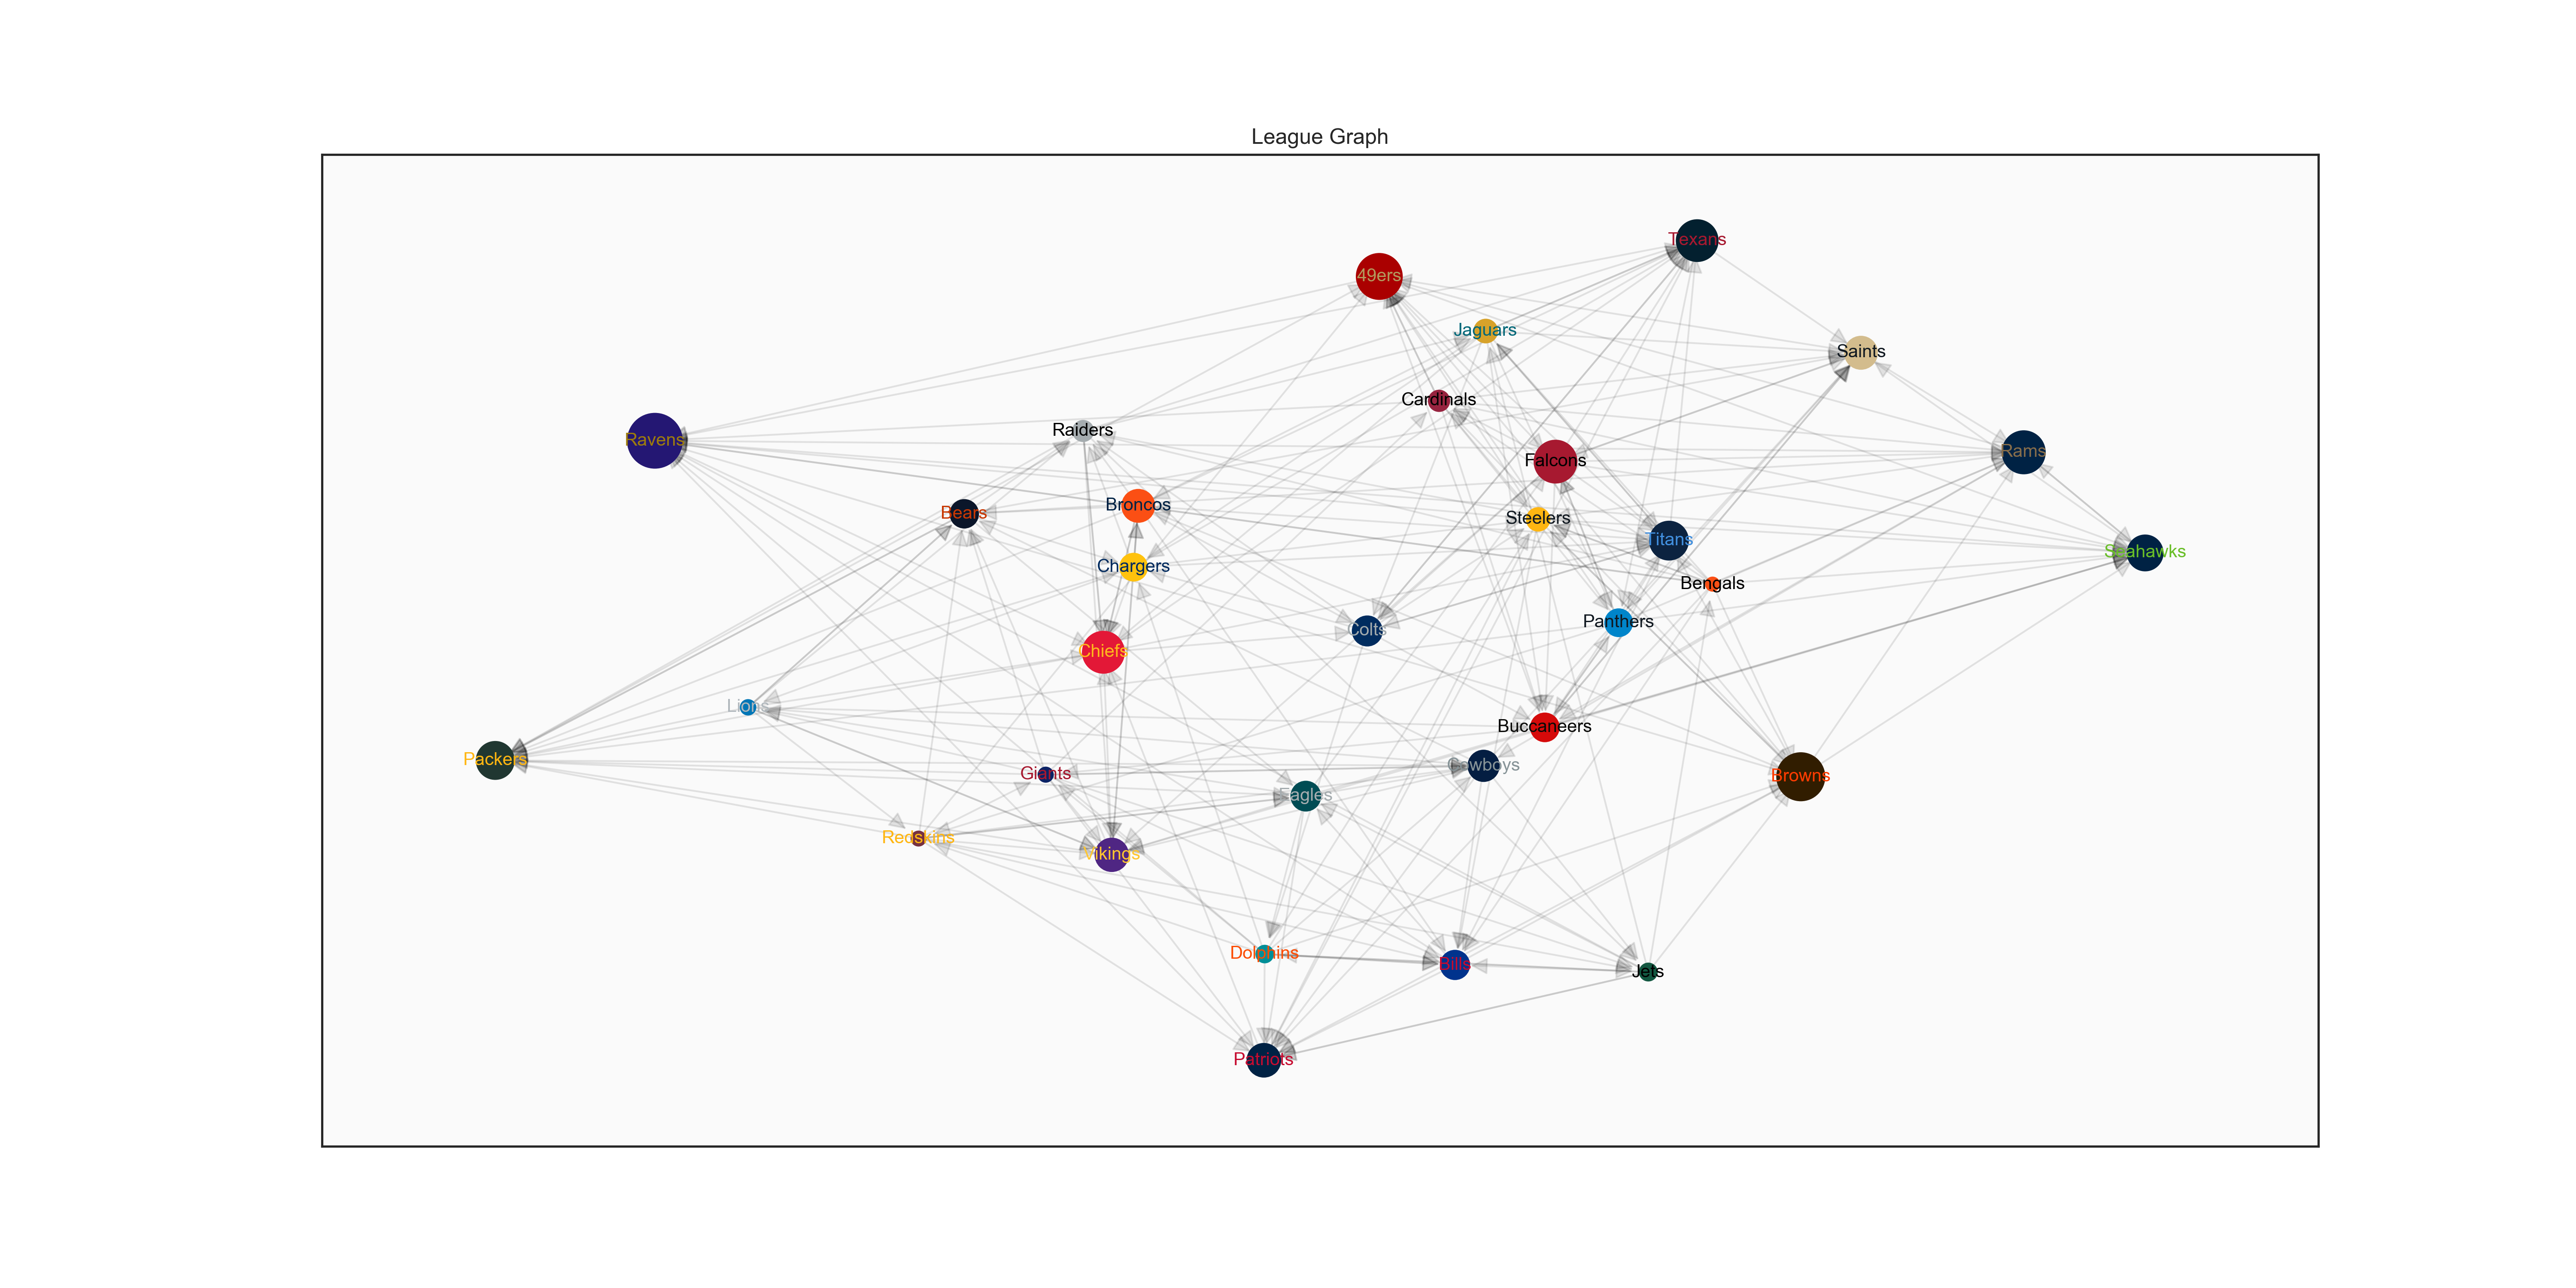 League Graph
Texans
49ers
Jaguars
Saints
Cardinals
Raiders
Ravens
Rams
Falcons
Broncos
Bears
Steelers
Titans
Seahawks
Chargers
Bengals
Panthers
Colts
Chiefs
Lions
Buccaneers
Packers
Cowboys
Giants
Browns
Eagles
Redskins
Vikings
Dolphins
Bills
Jets
Patriots